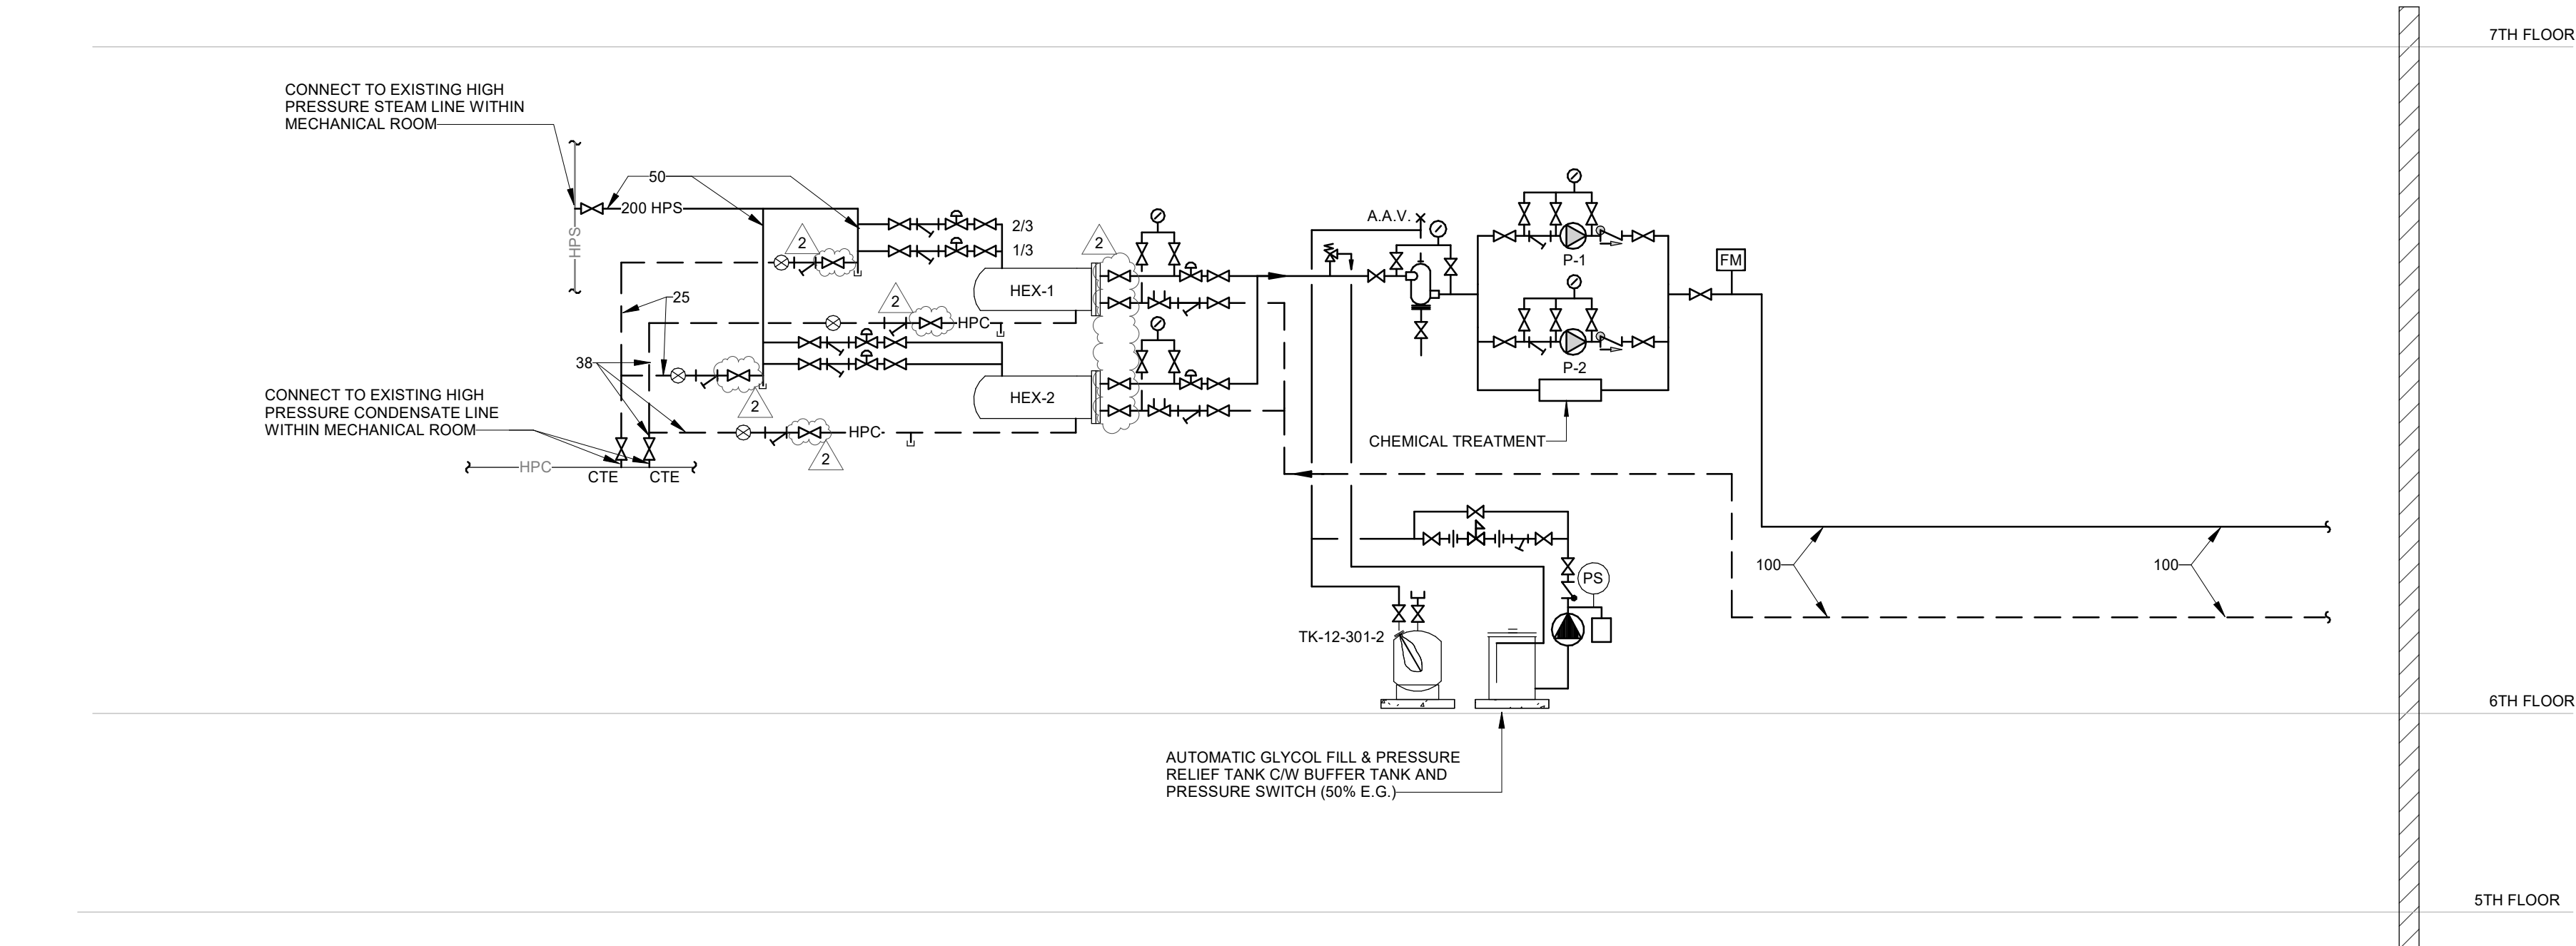 7TH FLOOR
CONNECT TO EXISTING HIGH
PRESSURE STEAM LINE WITHIN
MECHANICAL ROOM
50
200 HPS
HPS
A.A.V.
2/3
1/3
2
2
2
HEX-1
P-1
FM
25
HPC
38
P-2
2
HEX-2
CONNECT TO EXISTING HIGH
PRESSURE CONDENSATE LINE
WITHIN MECHANICAL ROOM
HPC
2
CHEMICAL TREATMENT
HPC
CTE
CTE
100
100
PS
TK-12-301-2
6TH FLOOR
AUTOMATIC GLYCOL FILL & PRESSURE
RELIEF TANK C/W BUFFER TANK AND
PRESSURE SWITCH (50% E.G.)
5TH FLOOR